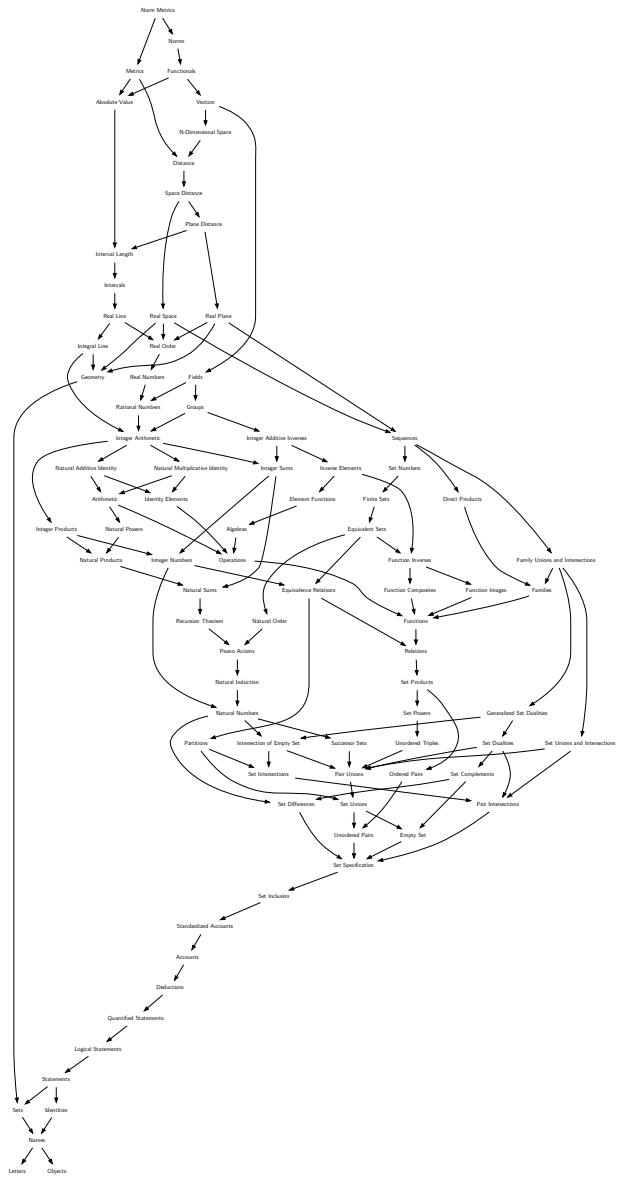 Norm Metrics
Norms
Metrics Functionals
Absolute Value Vectors
N-Dimensional Space
Distance
Space Distance
Plane Distance
Interval Length
Intervals
Real Line Real Space Real Plane
Integral Line Real Order
Geometry Real Numbers Fields
Rational Numbers Groups
Integer Arithmetic Integer Additive Inverses Sequences
Natural Additive Identity Natural Multiplicative Identity Integer Sums Inverse Elements Set Numbers
Arithmetic Identity Elements Element Functions Finite Sets Direct Products
Integer Products Natural Powers Algebras Equivalent Sets
Natural Products Integer Numbers Operations Function Inverses Family Unions and Intersections
Natural Sums Equivalence Relations Function Composites Function Images Families
Recursion Theorem Natural Order Functions
Peano Axioms Relations
Natural Induction Set Products
Natural Numbers Set Powers Generalized Set Dualities
Partitions Intersection of Empty Set Successor Sets Unordered Triples Set Dualities Set Unions and Intersections
Set Intersections Pair Unions Ordered Pairs Set Complements
Set Differences Set Unions Pair Intersections
Unordered Pairs Empty Set
Set Specification
Set Inclusion
Standardized Accounts
Accounts
Deductions
Quantified Statements
Logical Statements
Statements
Sets Identities
Names
Letters Objects